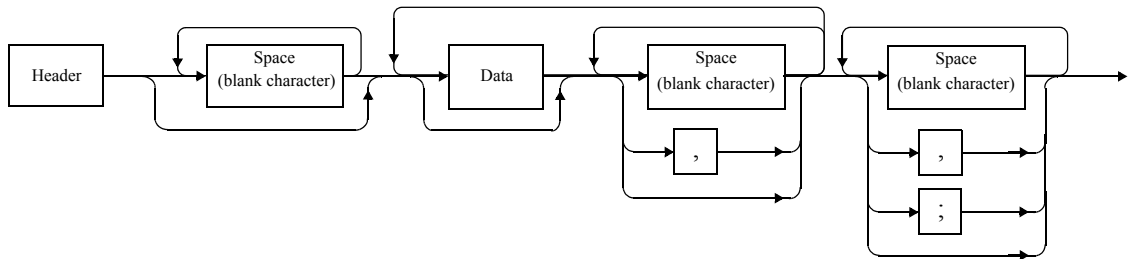 Header
Space
(blank character)
Data
Space
(blank character)
,
Space
(blank character)
,
;